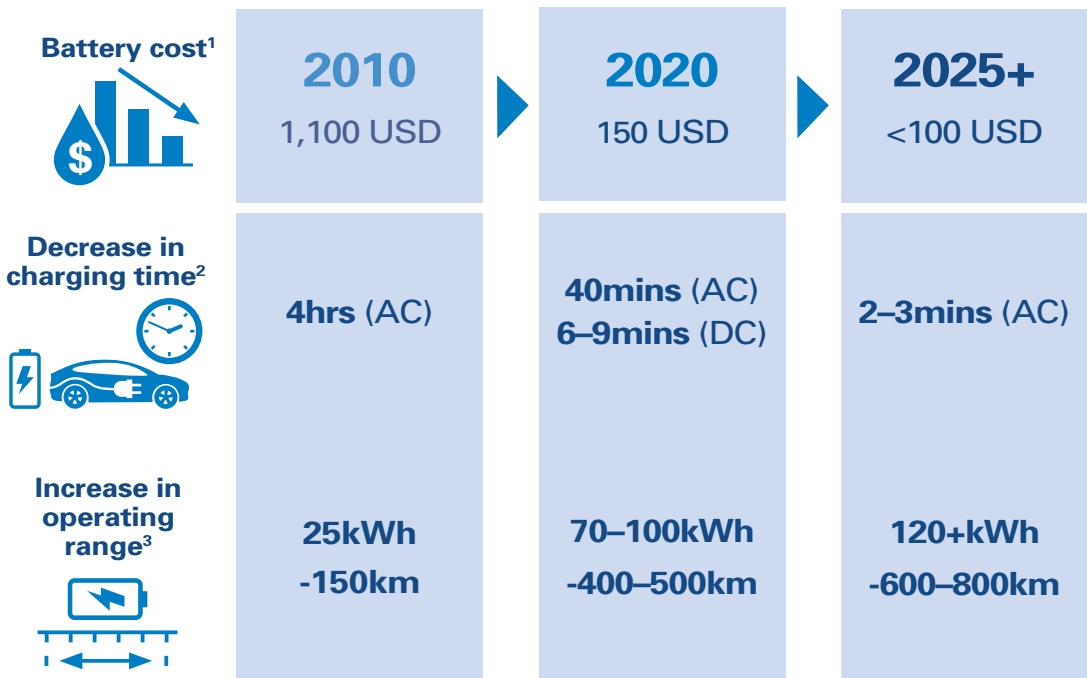 Battery cost¹
$
2010
1,100 USD
2020
150 USD
2025+
<100 USD
Decrease in
charging time²
4hrs (AC)
40mins (AC)
6–9mins (DC)
2–3mins (AC)
Increase in
operating
range³
25kWh
-150km
70–100kWh
-400–500km
120+kWh
-600–800km